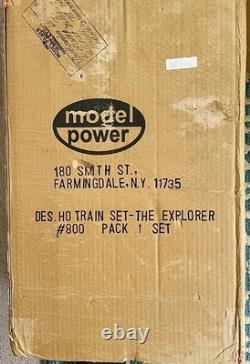 model
power
180 SMITH ST.,
FARMINGDALE, N.Y. 11735
DES. HO TRAIN SET-THE EXPLORER
#800 PACK 1 SET